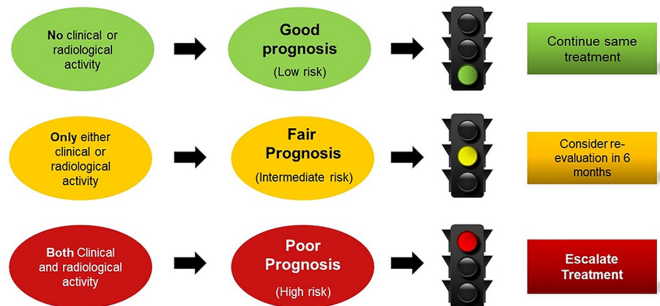 No clinical or
radiological
activity
Good
prognosis
(Low risk)
Continue same
treatment
Only either
clinical or
radiological
activity
Fair
Prognosis
(Intermediate risk)
Consider re-
evaluation in 6
months
Both Clinical
and radiological
activity
Poor
Prognosis
(High risk)
Escalate
Treatment